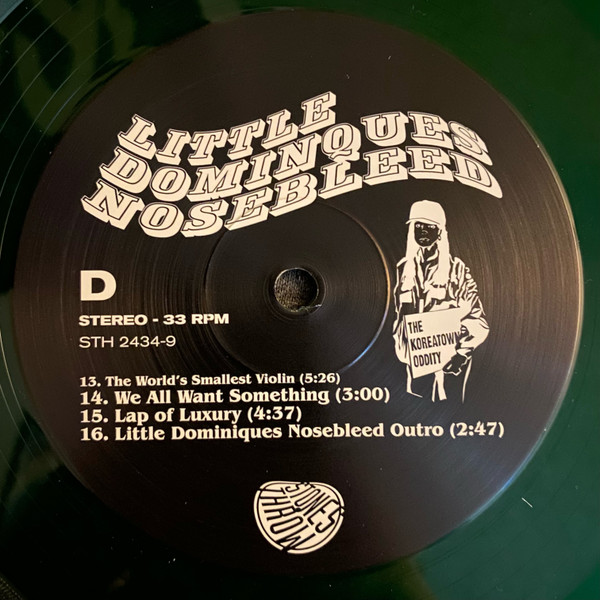 LITTLE
DOMINQUES
NOSEBLEED
D
STEREO - 33 RPM
STH 2434-9
THE
KOREATOWN
ODDITY
13. The World's Smallest Violin (5:26)
14. We All Want Something (3:00)
15. Lap of Luxury (4:37)
16. Little Dominiques Nosebleed Outro (2:47)
STONES
THROW